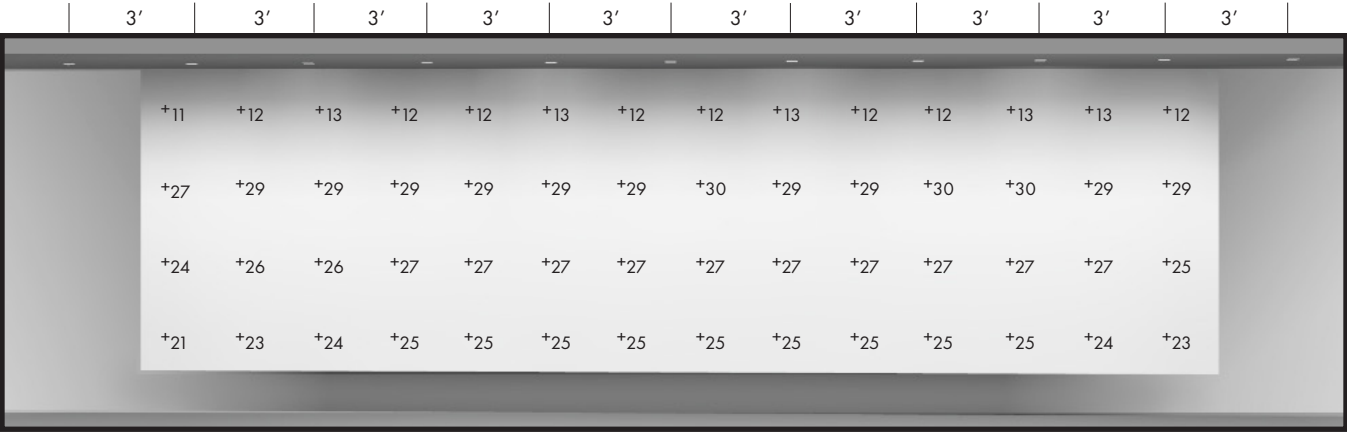 3′ 3′ 3′ 3′ 3′ 3′ 3′ 3′ 3′ 3′
+11 +12 +13 +12 +12 +13 +12 +12 +13 +12 +12 +13 +13 +12
+27 +29 +29 +29 +29 +29 +29 +30 +29 +29 +30 +30 +29 +29
+24 +26 +26 +27 +27 +27 +27 +27 +27 +27 +27 +27 +27 +25
+21 +23 +24 +25 +25 +25 +25 +25 +25 +25 +25 +25 +24 +23